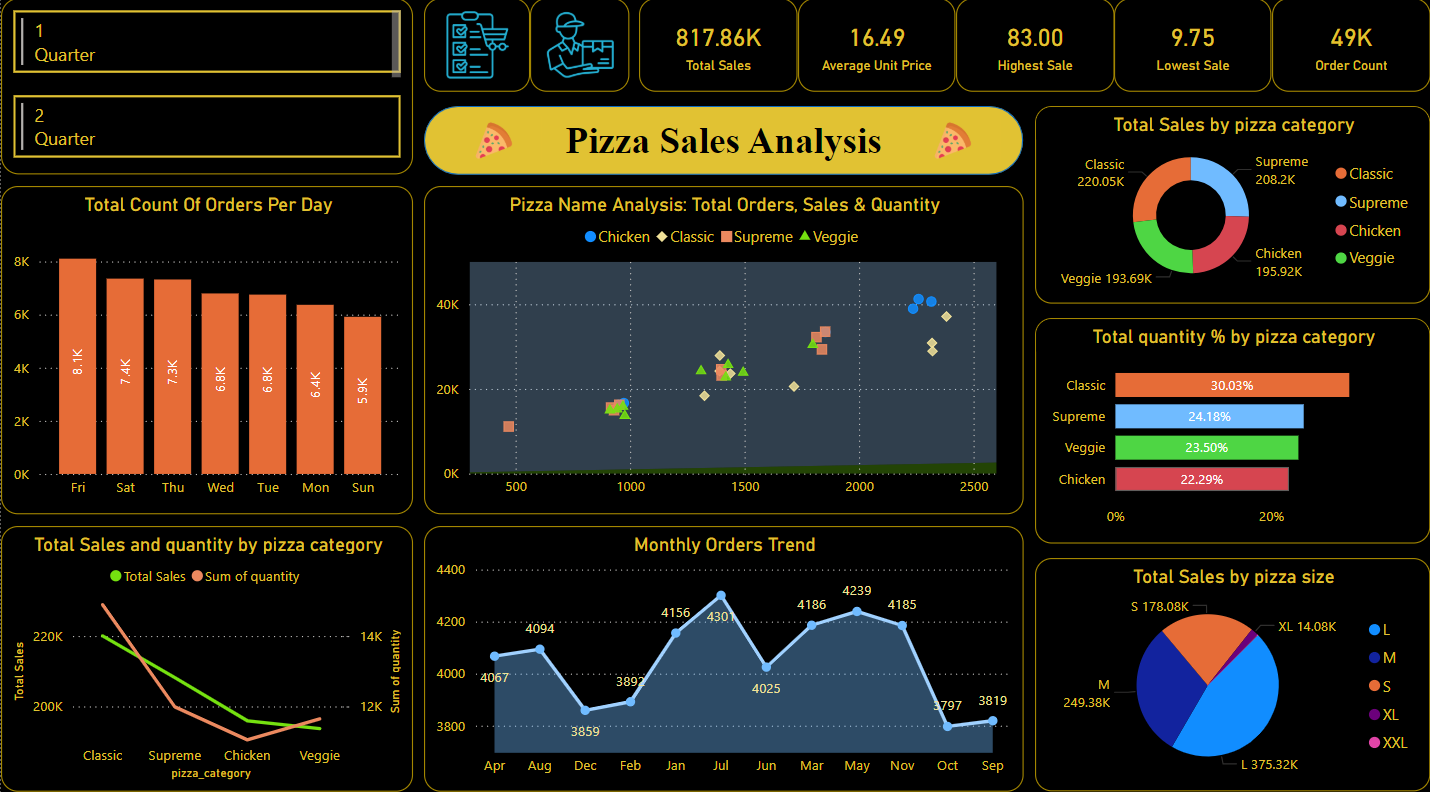 1
Quarter
2
Quarter
817.86K
Total Sales
16.49
Average Unit Price
83.00
Highest Sale
9.75
Lowest Sale
49K
Order Count
Pizza Sales Analysis
Total Count Of Orders Per Day
8K
6K
4K
2K
0K
8.1K
7.4K
7.3K
6.8K
6.8K
6.4K
5.9K
Fri
Sat
Thu
Wed
Tue
Mon
Sun
Pizza Name Analysis: Total Orders, Sales & Quantity
Chicken
Classic
Supreme
Veggie
40K
20K
0K
500
1000
1500
2000
2500
Total Sales by pizza category
Classic
220.05K
Supreme
208.2K
Chicken
195.92K
Veggie 193.69K
Classic
Supreme
Chicken
Veggie
Total quantity % by pizza category
Classic
30.03%
Supreme
24.18%
Veggie
23.50%
Chicken
22.29%
0%
20%
Total Sales and quantity by pizza category
Total Sales
Sum of quantity
220K
200K
14K
12K
Total Sales
Sum of quantity
Classic
Supreme
Chicken
Veggie
pizza_category
Monthly Orders Trend
4400
4200
4000
3800
4067
4094
3859
3892
4156
4301
4025
4186
4239
4185
3797
3819
Apr
Aug
Dec
Feb
Jan
Jul
Jun
Mar
May
Nov
Oct
Sep
Total Sales by pizza size
S 178.08K
XL 14.08K
M
249.38K
L 375.32K
L
M
S
XL
XXL